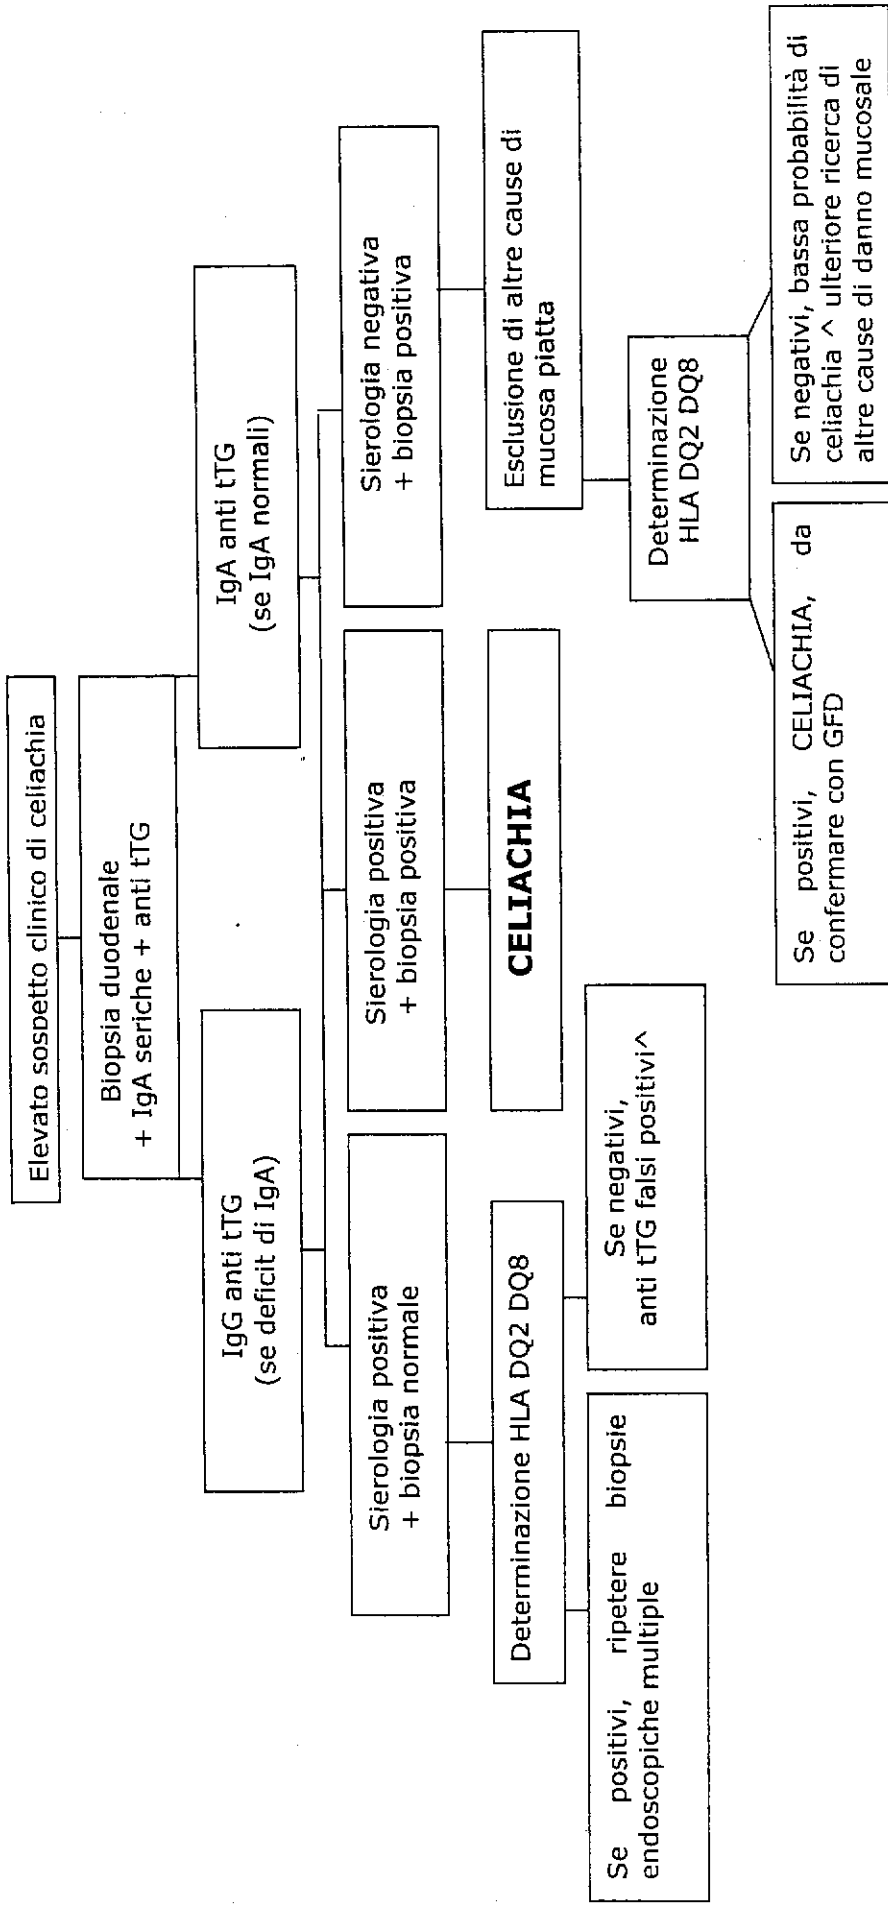 Elevato sospetto clinico di celiachia
Biopsia duodenale
+ IgA seriche + anti tTG
IgG anti tTG
(se deficit di IgA)
IgA anti tTG
(se IgA normali)
Sierologia positiva
+ biopsia normale
Sierologia positiva
+ biopsia positiva
Sierologia negativa
+ biopsia positiva
Determinazione HLA DQ2 DQ8
CELIACHIA
Esclusione di altre cause di
mucosa piatta
Se positivi, ripetere biopsie
endoscopiche multiple
Se negativi,
anti tTG falsi positivi^
Determinazione
HLA DQ2 DQ8
Se positivi, CELIACHIA, da
confermare con GFD
Se negativi, bassa probabilità di
celiachia ^ ulteriore ricerca di
altre cause di danno mucosale